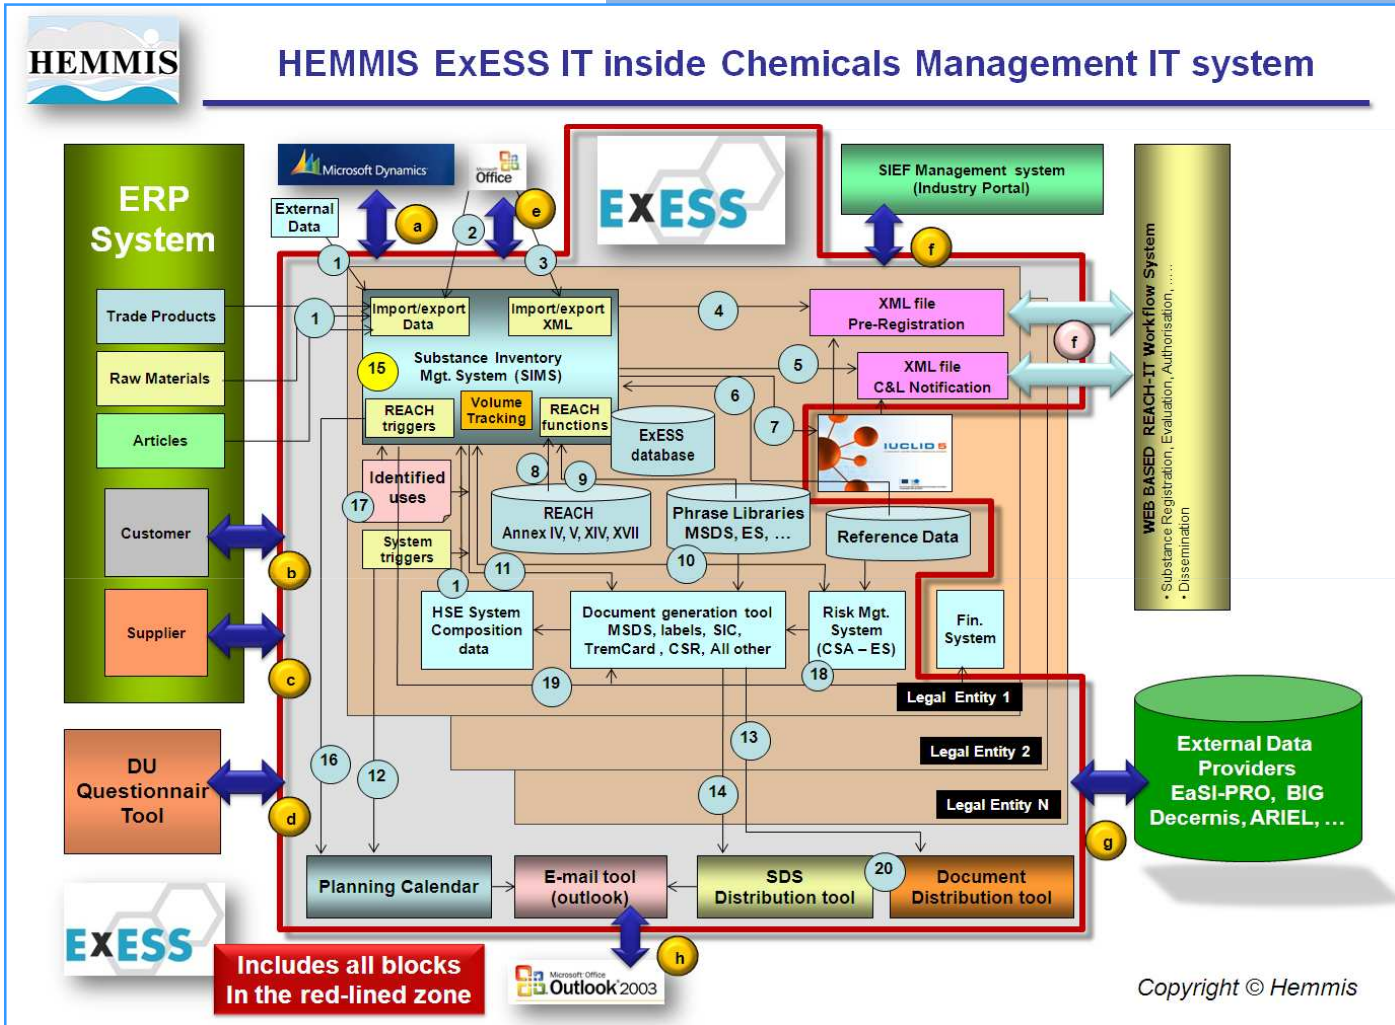 HEMMIS
HEMMIS ExESS IT inside Chemicals Management IT system
ERP
System
Trade Products
Raw Materials
Articles
Customer
Supplier
DU
Questionnair
Tool
Microsoft Dynamics
Microsoft
Office
External
Data
a
e
2
1
3
1
ExESS
SIEF Management system
(Industry Portal)
f
Import/export
Data
Import/export
XML
Substance Inventory
Mgt. System (SIMS)
15
REACH
triggers
Volume
Tracking
REACH
functions
4
5
6
7
XML file
Pre-Registration
XML file
C&L Notification
f
WEB BASED REACH-IT Workflow System
• Substance Registration, Evaluation, Authorisation, .....
• Dissemination
ExESS
database
IUCLID 5
8
9
17
Identified
uses
System
triggers
REACH
Annex IV, V, XIV, XVII
Phrase Libraries
MSDS, ES, ...
Reference Data
b
c
d
1
11
10
HSE System
Composition
data
Document generation tool
MSDS, labels, SIC,
TremCard , CSR, All other
Risk Mgt.
System
(CSA – ES)
Fin.
System
19
18
Legal Entity 1
Legal Entity 2
Legal Entity N
16
12
14
13
External Data
Providers
EaSI-PRO, BIG
Decernis, ARIEL, ...
g
Planning Calendar
E-mail tool
(outlook)
SDS
Distribution tool
20
Document
Distribution tool
ExESS
Includes all blocks
In the red-lined zone
h
Microsoft Office
Outlook 2003
Copyright © Hemmis